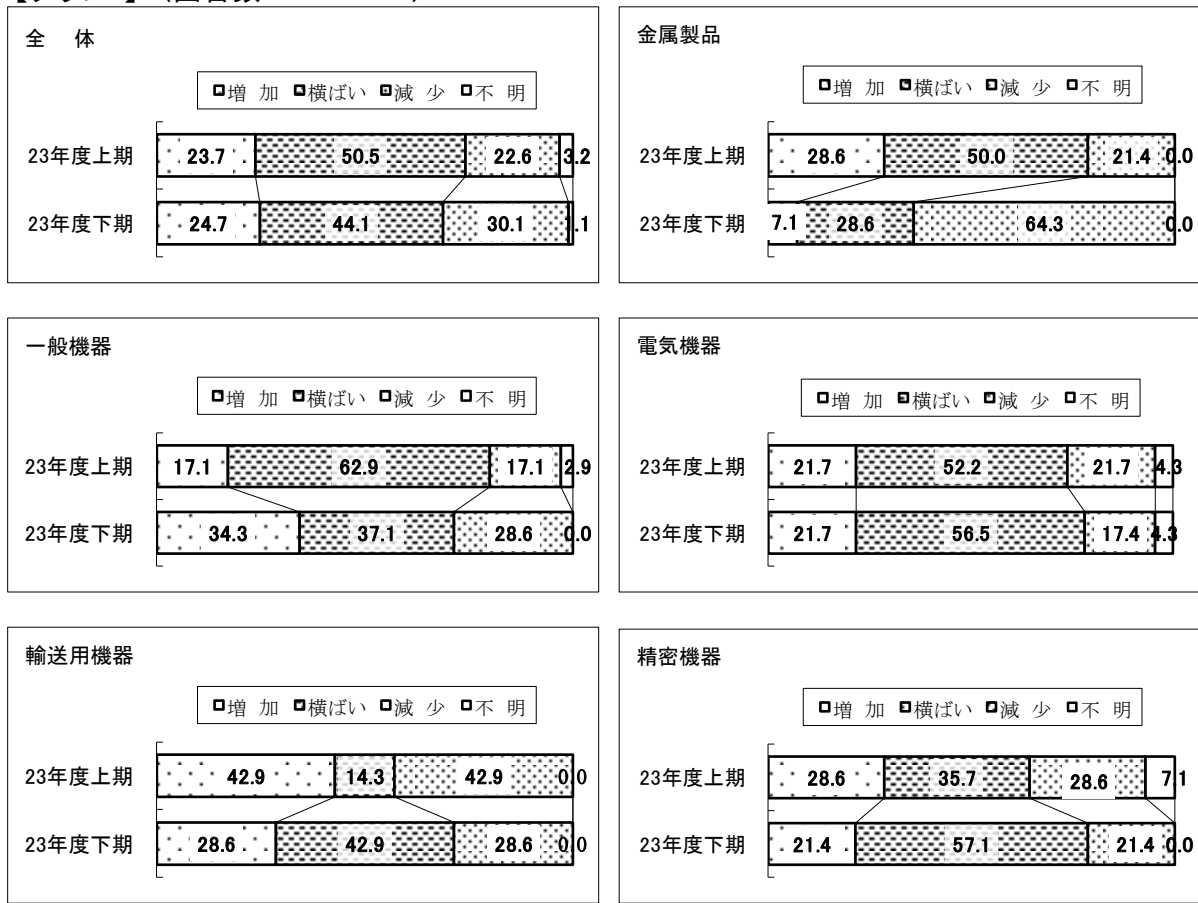 全 体
□増 加 □横ばい □減 少 □不 明
23年度上期 23.7 50.5 22.6 3.2
23年度下期 24.7 44.1 30.1 1.1
金属製品
□増 加 □横ばい □減 少 □不 明
23年度上期 28.6 50.0 21.4 0.0
23年度下期 7.1 28.6 64.3 0.0
一般機器
□増 加 □横ばい □減 少 □不 明
23年度上期 17.1 62.9 17.1 2.9
23年度下期 34.3 37.1 28.6 0.0
電気機器
□増 加 □横ばい □減 少 □不 明
23年度上期 21.7 52.2 21.7 4.3
23年度下期 21.7 56.5 17.4 4.3
輸送用機器
□増 加 □横ばい □減 少 □不 明
23年度上期 42.9 14.3 42.9 0.0
23年度下期 28.6 42.9 28.6 0.0
精密機器
□増 加 □横ばい □減 少 □不 明
23年度上期 28.6 35.7 28.6 7.1
23年度下期 21.4 57.1 21.4 0.0